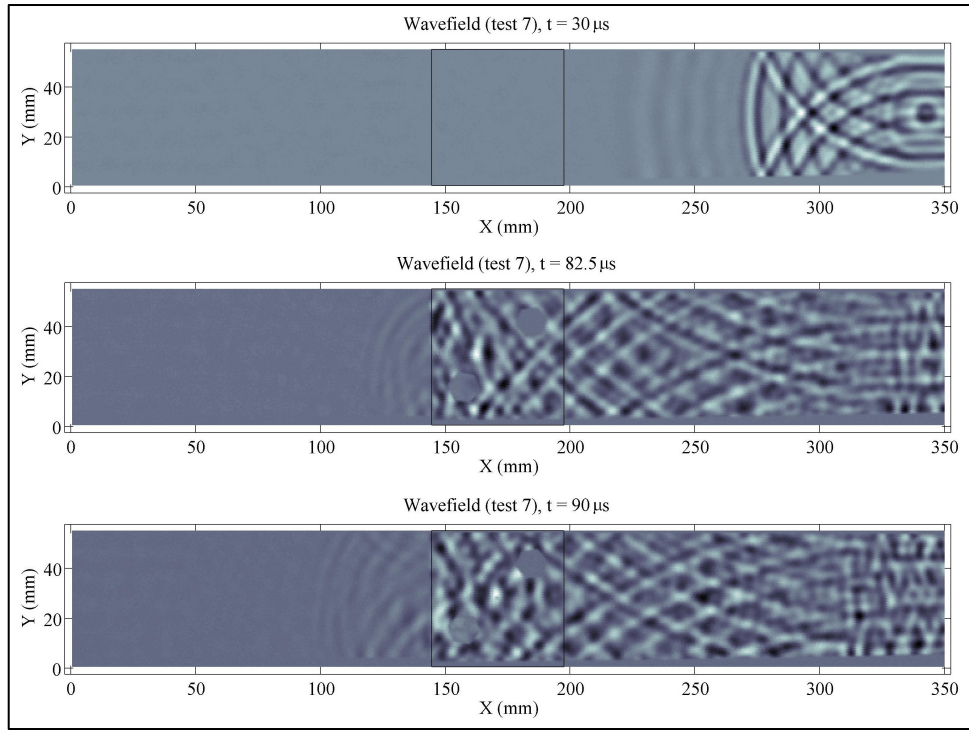 Wavefield (test 7), t = 30 μs
Y (mm)
40
20
0
0 50 100 150 200 250 300 350
X (mm)
Wavefield (test 7), t = 82.5 μs
Y (mm)
40
20
0
0 50 100 150 200 250 300 350
X (mm)
Wavefield (test 7), t = 90 μs
Y (mm)
40
20
0
0 50 100 150 200 250 300 350
X (mm)